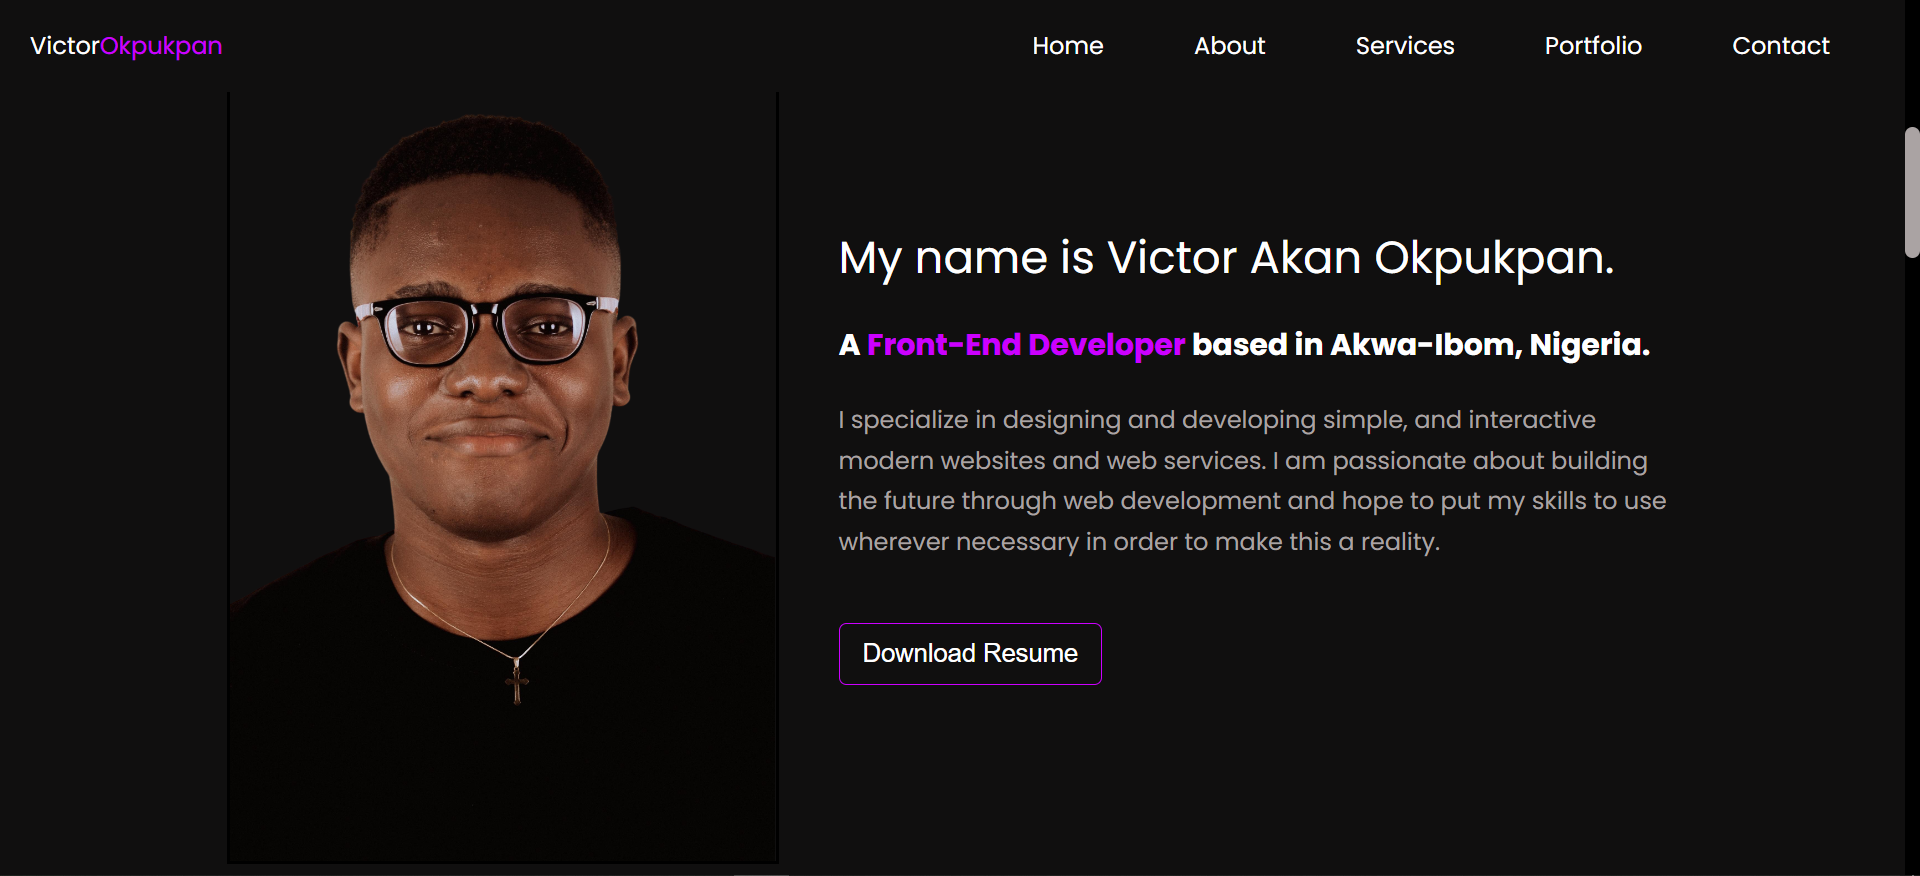 VictorOkpukpan
Home About Services Portfolio Contact
My name is Victor Akan Okpukpan.
A Front-End Developer based in Akwa-Ibom, Nigeria.
I specialize in designing and developing simple, and interactive
modern websites and web services. I am passionate about building
the future through web development and hope to put my skills to use
wherever necessary in order to make this a reality.
Download Resume